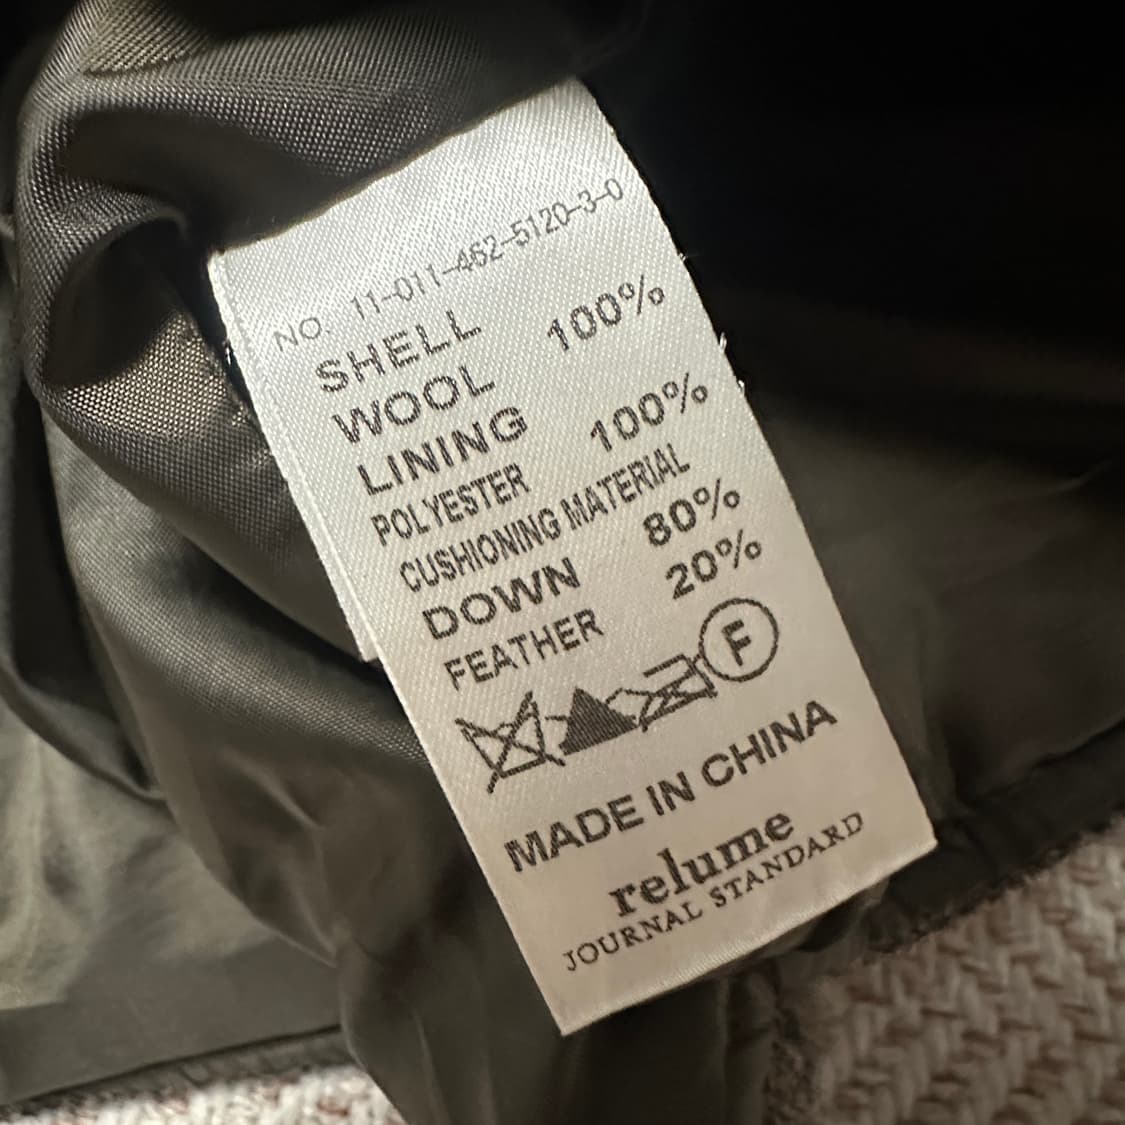 NO. 11-011-462-5120-3-0
SHELL
WOOL 100%
LINING
POLYESTER 100%
CUSHIONING MATERIAL
DOWN 80%
FEATHER 20%
F
MADE IN CHINA
relume
JOURNAL STANDARD